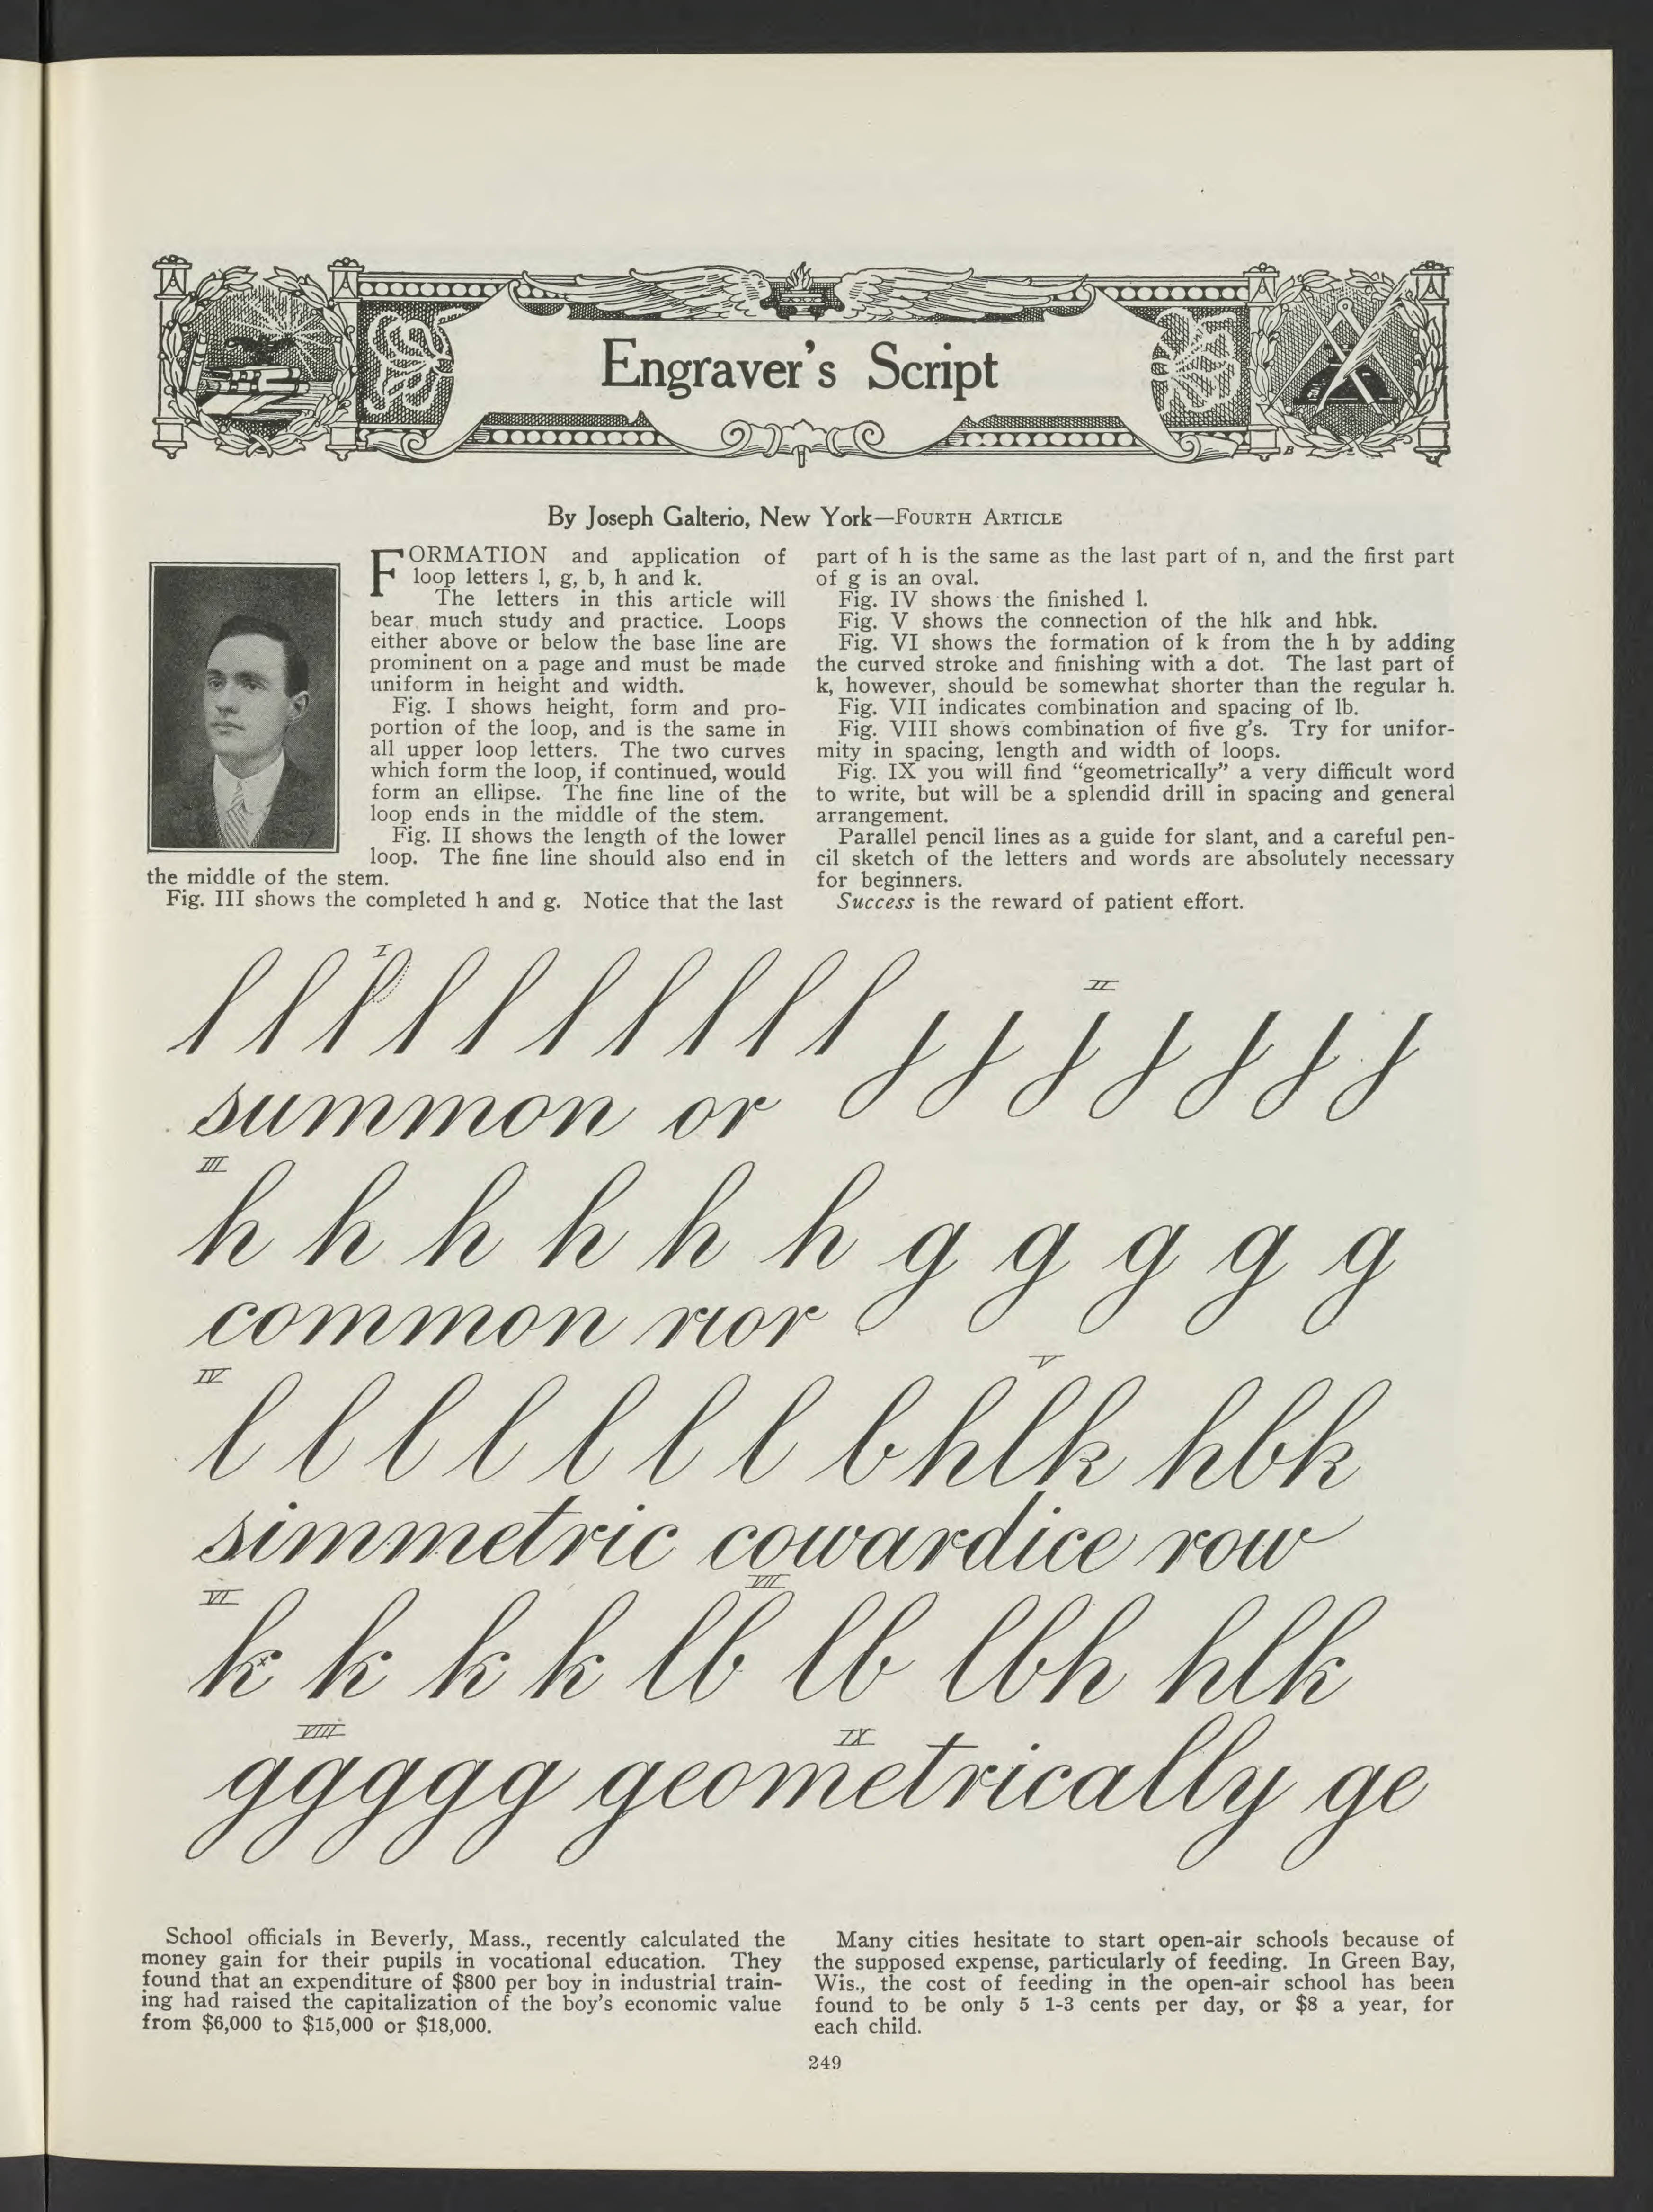 Engraver's Script
By Joseph Galterio, New York—FOURTH ARTICLE
FORMATION and application of
loop letters l, g, b, h and k.
The letters in this article will
bear much study and practice. Loops
either above or below the base line are
prominent on a page and must be made
uniform in height and width.
Fig. I shows height, form and pro-
portion of the loop, and is the same in
all upper loop letters. The two curves
which form the loop, if continued, would
form an ellipse. The fine line of the
loop ends in the middle of the stem.
Fig. II shows the length of the lower
loop. The fine line should also end in
the middle of the stem.
Fig. III shows the completed h and g. Notice that the last
part of h is the same as the last part of n, and the first part
of g is an oval.
Fig. IV shows the finished l.
Fig. V shows the connection of the hlk and hbk.
Fig. VI shows the formation of k from the h by adding
the curved stroke and finishing with a dot. The last part of
k, however, should be somewhat shorter than the regular h.
Fig. VII indicates combination and spacing of lb.
Fig. VIII shows combination of five g's. Try for unifor-
mity in spacing, length and width of loops.
Fig. IX you will find “geometrically” a very difficult word
to write, but will be a splendid drill in spacing and general
arrangement.
Parallel pencil lines as a guide for slant, and a careful pen-
cil sketch of the letters and words are absolutely necessary
for beginners.
Success is the reward of patient effort.
I
l l l l l l l l l l
II
summon or
III
h h h h h h g g g g g
common rior
IV
V
l l l l l l l b hlk hbk
simmetric cowardice row
VI
VII
k k k k lb lb lbh hlk
VIII
IX
ggggg geometrically ge
School officials in Beverly, Mass., recently calculated the
money gain for their pupils in vocational education. They
found that an expenditure of $800 per boy in industrial train-
ing had raised the capitalization of the boy's economic value
from $6,000 to $15,000 or $18,000.
Many cities hesitate to start open-air schools because of
the supposed expense, particularly of feeding. In Green Bay,
Wis., the cost of feeding in the open-air school has been
found to be only 5 1-3 cents per day, or $8 a year, for
each child.
249